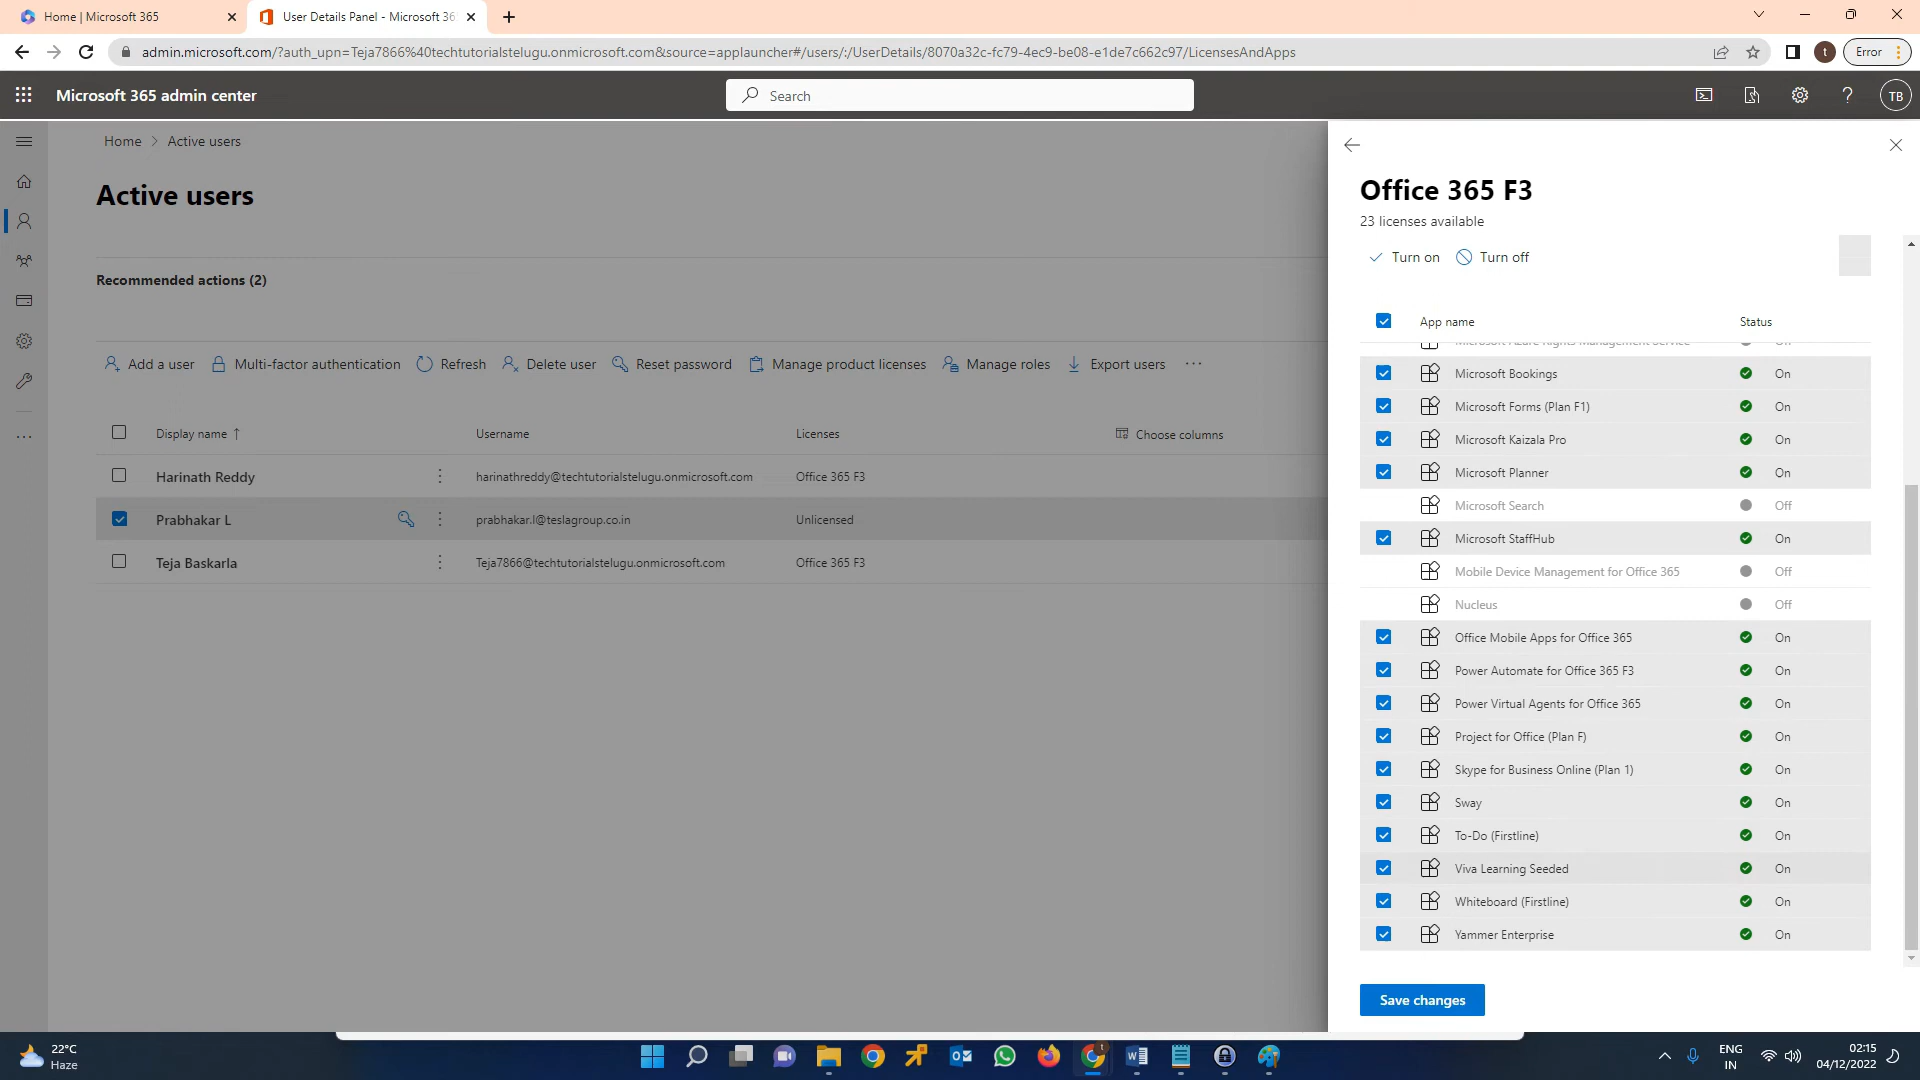 Home | Microsoft 365
User Details Panel - Microsoft 36
admin.microsoft.com/?auth_upn=Teja7866%40techtutorialstelugu.onmicrosoft.com&source=applauncher#/users/:/UserDetails/8070a32c-fc79-4ec9-be08-e1de7c662c97/LicensesAndApps
t
Error
Microsoft 365 admin center
Search
TB
Home > Active users
Active users
Recommended actions (2)
Add a user
Multi-factor authentication
Refresh
Delete user
Reset password
Manage product licenses
Manage roles
Export users
Display name ↑
Username
Licenses
Choose columns
Harinath Reddy
harinathreddy@techtutorialstelugu.onmicrosoft.com
Office 365 F3
Prabhakar L
prabhakar.l@teslagroup.co.in
Unlicensed
Teja Baskarla
Teja7866@techtutorialstelugu.onmicrosoft.com
Office 365 F3
Office 365 F3
23 licenses available
Turn on
Turn off
App name
Status
Microsoft Azure Rights Management Service
Off
Microsoft Bookings
On
Microsoft Forms (Plan F1)
On
Microsoft Kaizala Pro
On
Microsoft Planner
On
Microsoft Search
Off
Microsoft StaffHub
On
Mobile Device Management for Office 365
Off
Nucleus
Off
Office Mobile Apps for Office 365
On
Power Automate for Office 365 F3
On
Power Virtual Agents for Office 365
On
Project for Office (Plan F)
On
Skype for Business Online (Plan 1)
On
Sway
On
To-Do (Firstline)
On
Viva Learning Seeded
On
Whiteboard (Firstline)
On
Yammer Enterprise
On
Save changes
22°C
Haze
ENG
IN
02:15
04/12/2022